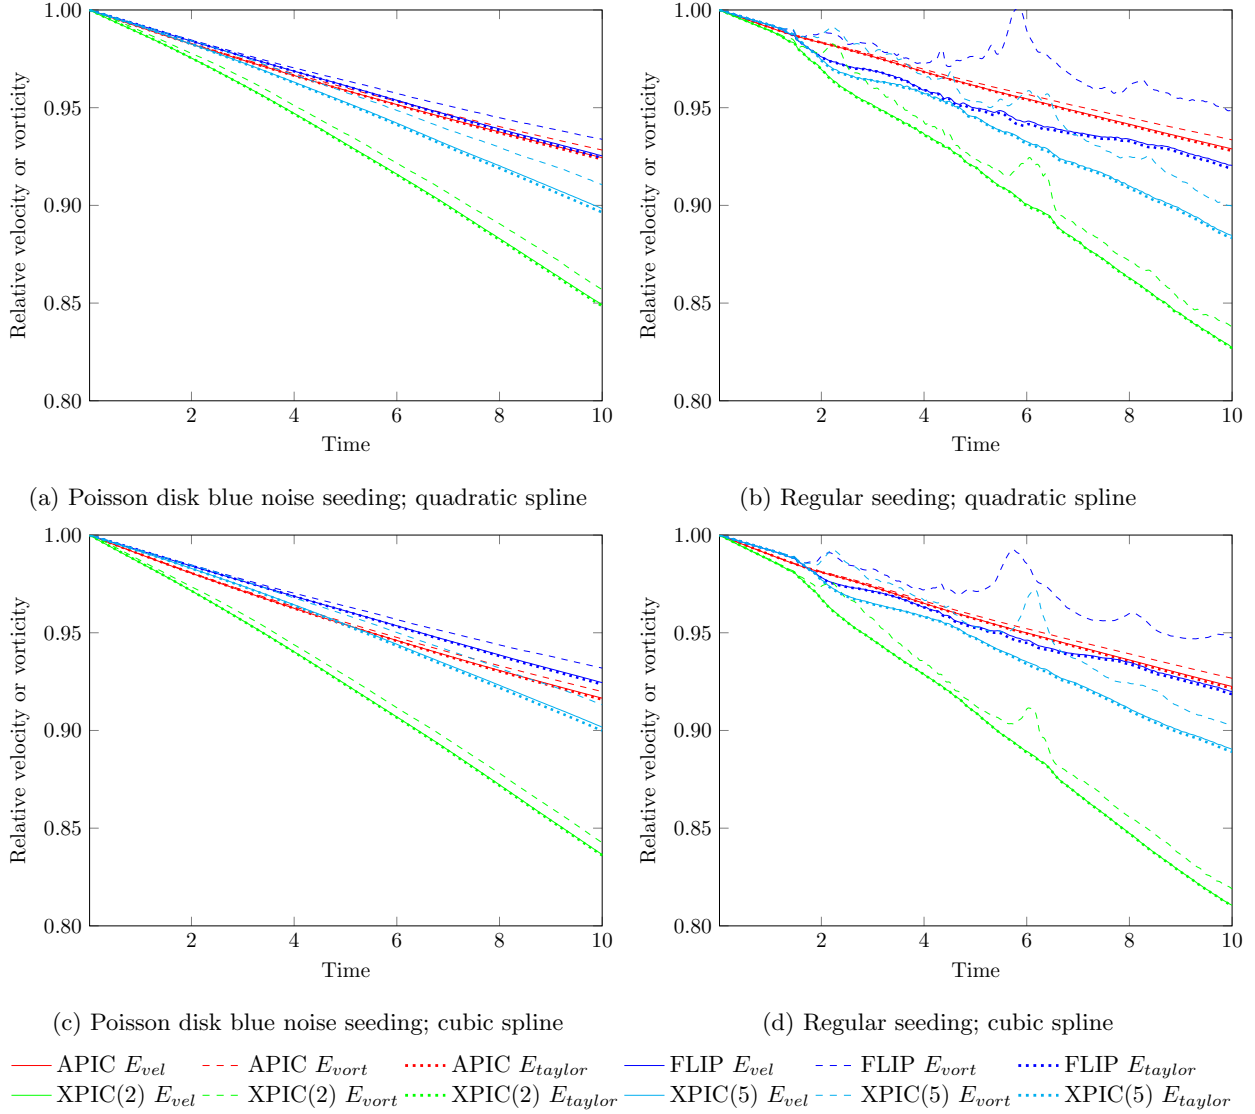 1.00
0.95
0.90
0.85
0.80
2
4
6
8
10
Time
Relative velocity or vorticity
(a) Poisson disk blue noise seeding; quadratic spline
1.00
0.95
0.90
0.85
0.80
2
4
6
8
10
Time
Relative velocity or vorticity
(b) Regular seeding; quadratic spline
1.00
0.95
0.90
0.85
0.80
2
4
6
8
10
Time
Relative velocity or vorticity
(c) Poisson disk blue noise seeding; cubic spline
1.00
0.95
0.90
0.85
0.80
2
4
6
8
10
Time
Relative velocity or vorticity
(d) Regular seeding; cubic spline
APIC E_vel APIC E_vort APIC E_taylor FLIP E_vel FLIP E_vort FLIP E_taylor
XPIC(2) E_vel XPIC(2) E_vort XPIC(2) E_taylor XPIC(5) E_vel XPIC(5) E_vort XPIC(5) E_taylor